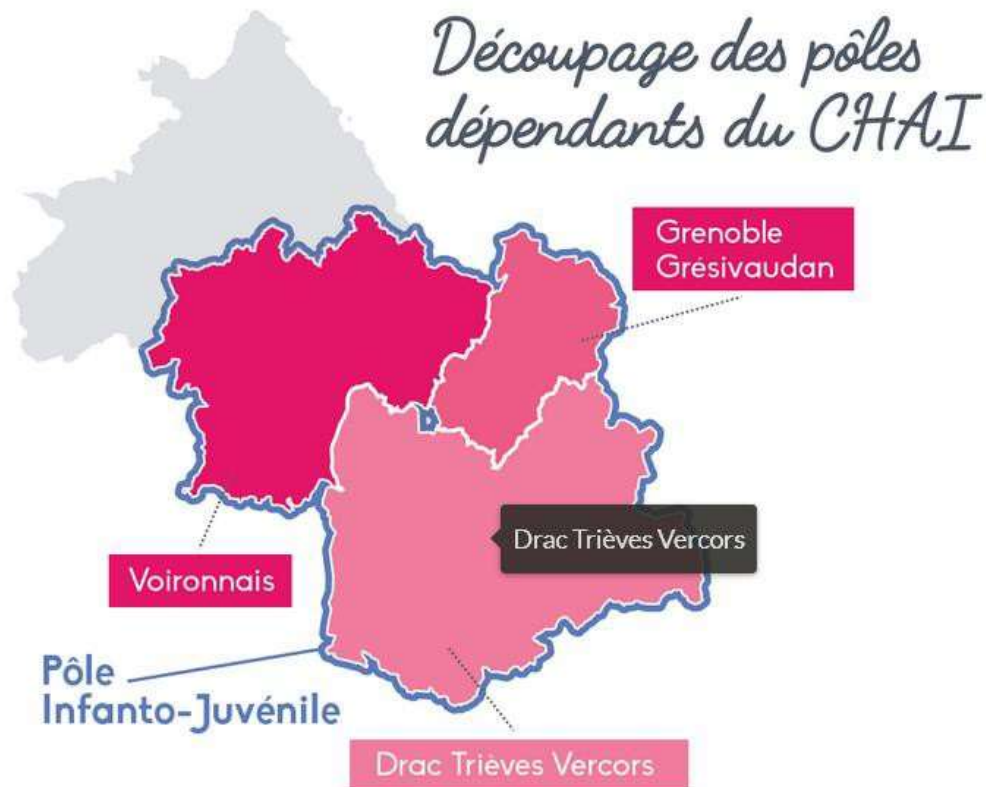 Découpage des pôles
dépendants du CHAI
Grenoble
Grésivaudan
Drac Trièves Vercors
Voironnais
Pôle
Infanto-Juvénile
Drac Trièves Vercors